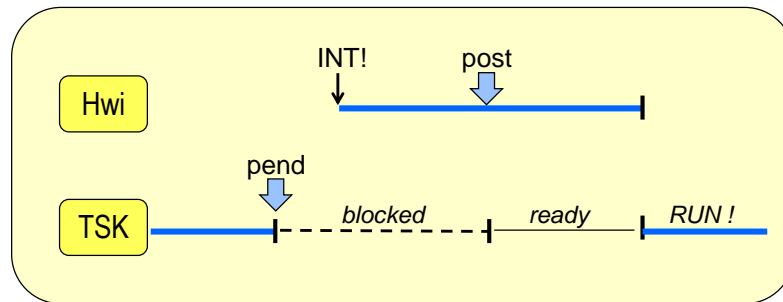 INT!
post
Hwi
pend
TSK
blocked
ready
RUN !